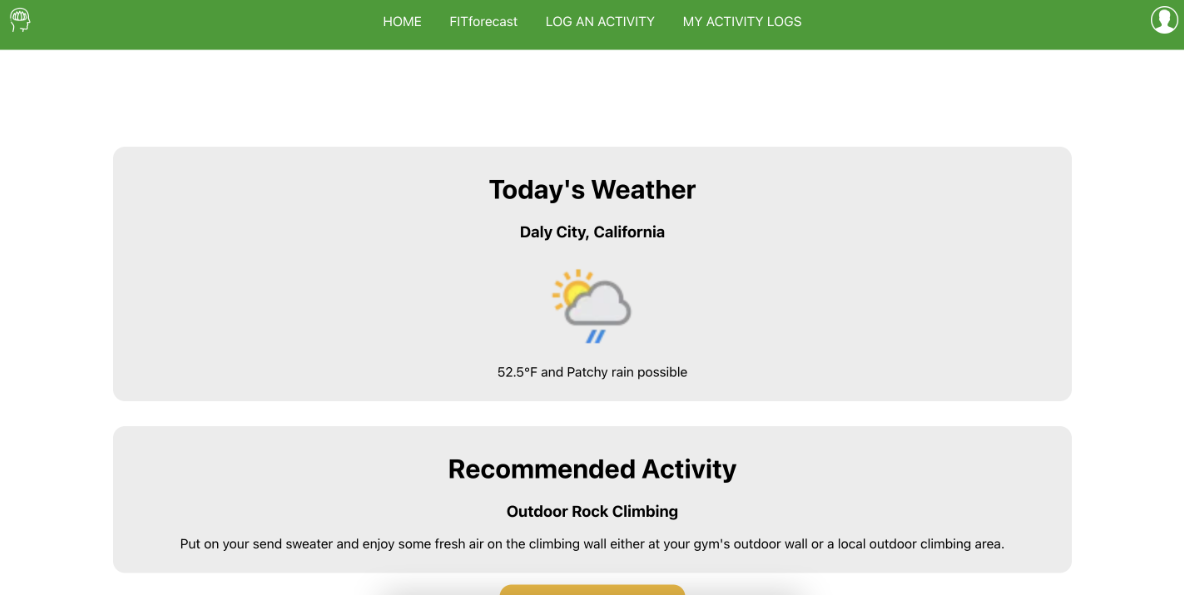 HOME FITforecast LOG AN ACTIVITY MY ACTIVITY LOGS
Today's Weather
Daly City, California
52.5°F and Patchy rain possible
Recommended Activity
Outdoor Rock Climbing
Put on your send sweater and enjoy some fresh air on the climbing wall either at your gym's outdoor wall or a local outdoor climbing area.